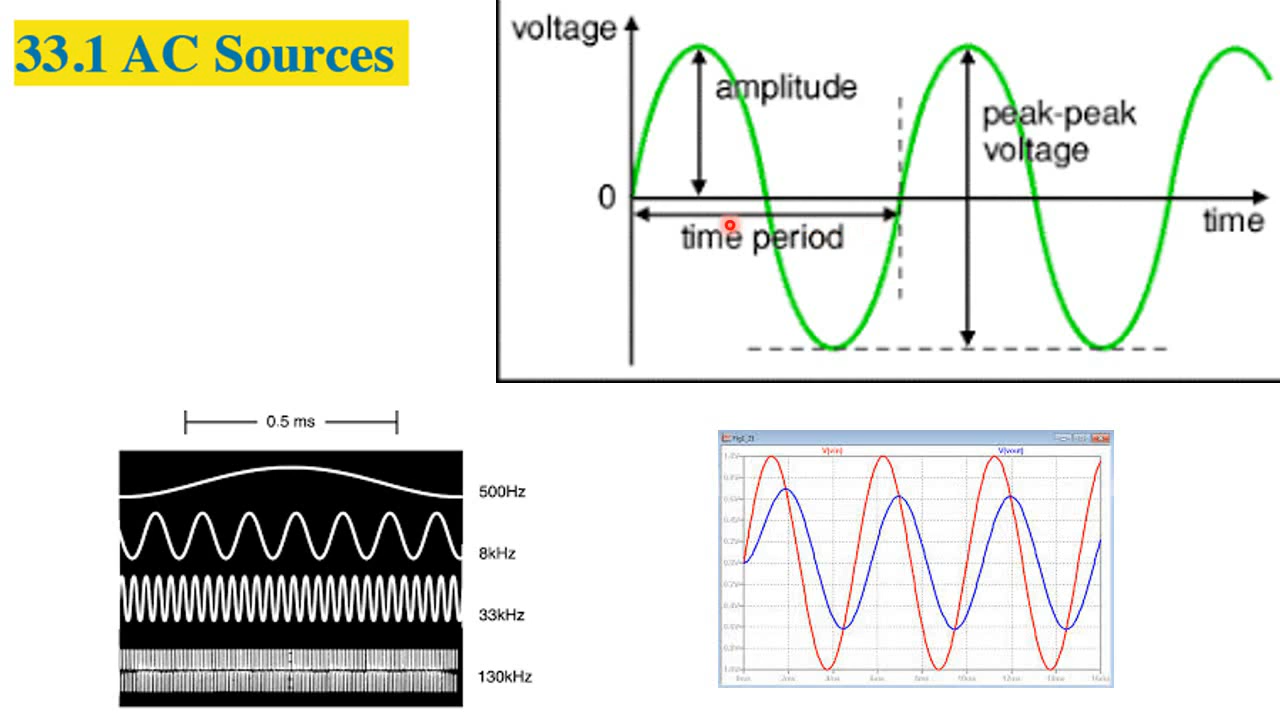 33.1 AC Sources
voltage
amplitude
peak-peak
voltage
0
time period
time
0.5 ms
500Hz
8kHz
33kHz
130kHz
V(vin)
V(vout)